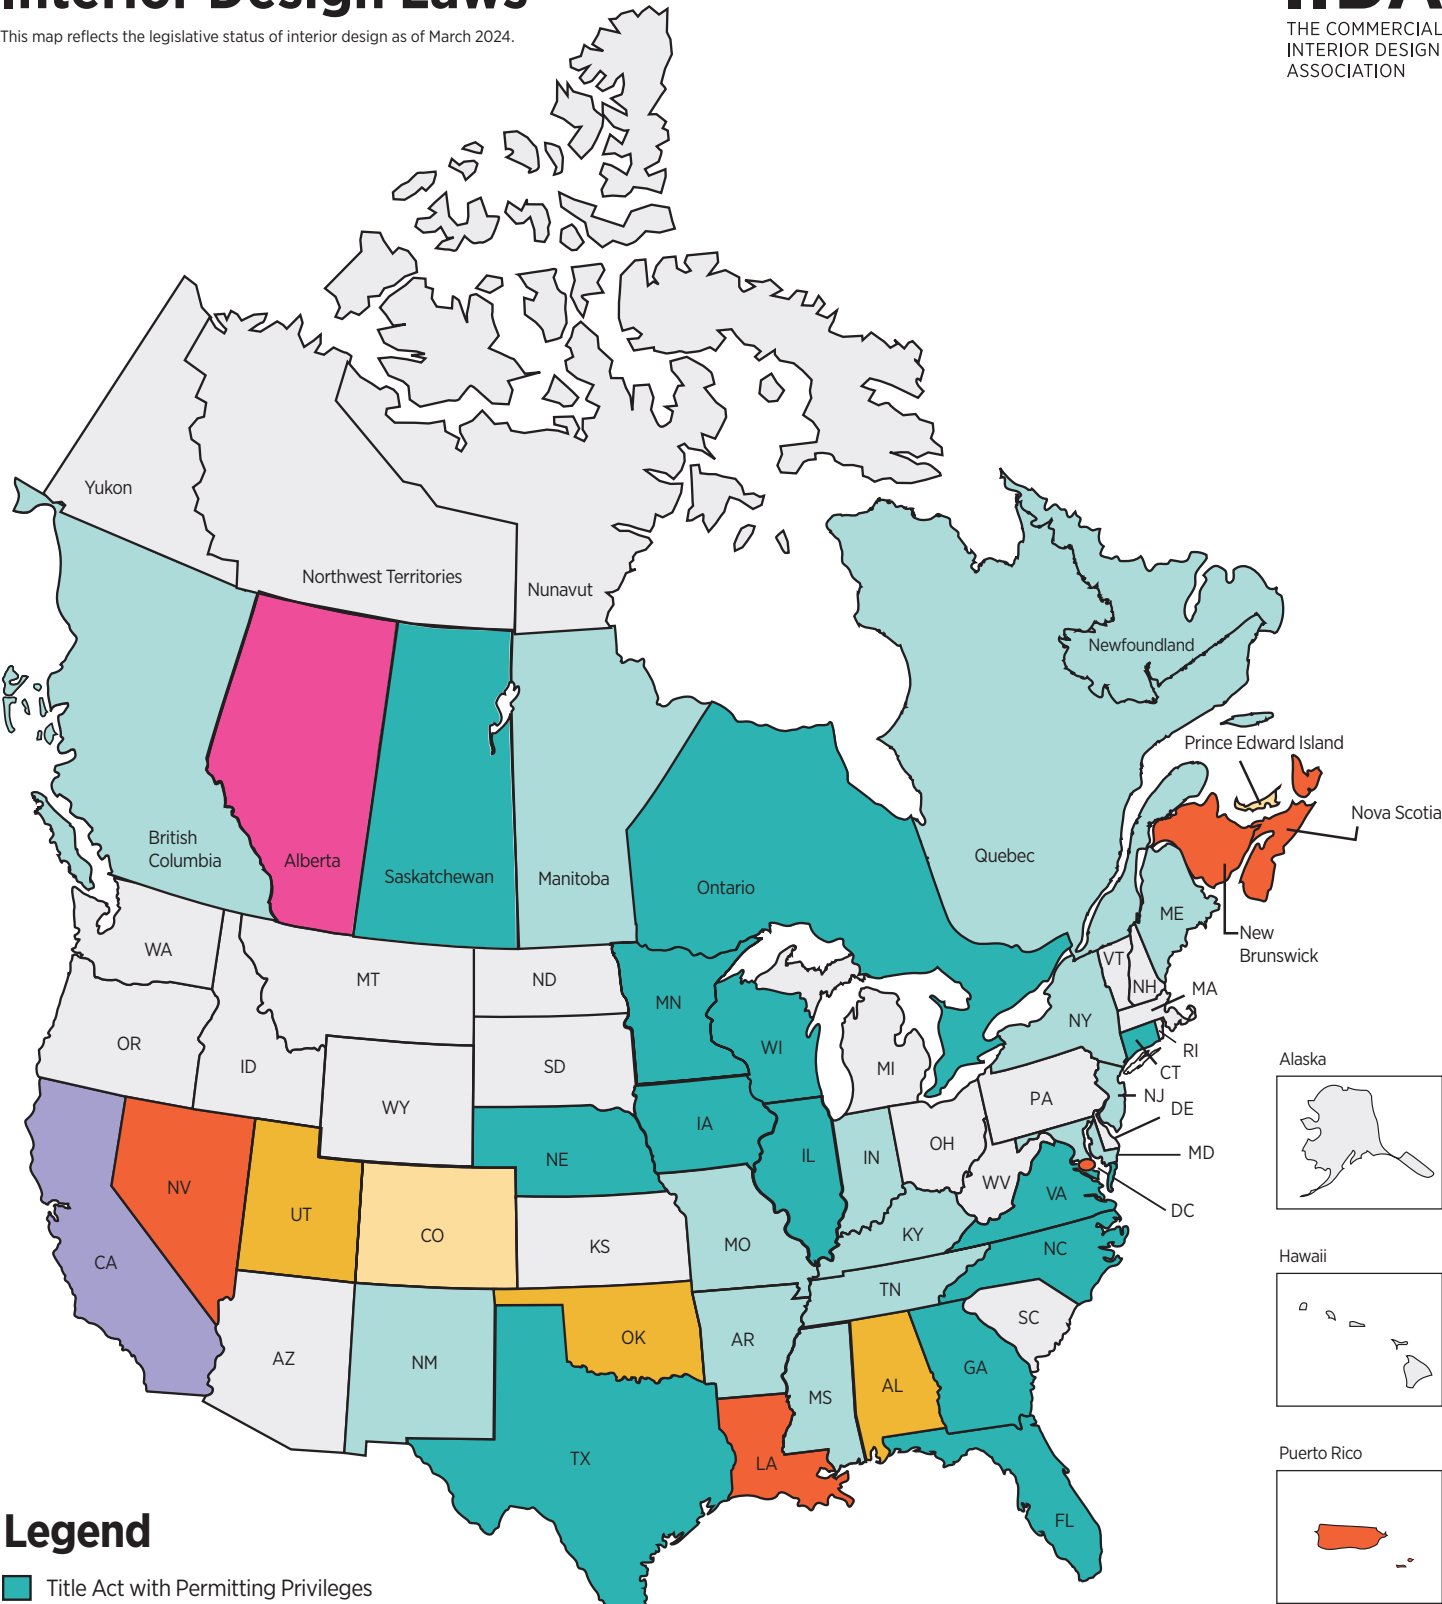 Interior Design Laws
This map reflects the legislative status of interior design as of March 2024.
THE COMMERCIAL
INTERIOR DESIGN
ASSOCIATION
Yukon
Northwest Territories
Nunavut
Newfoundland
Prince Edward Island
Nova Scotia
British
Columbia
Alberta
Saskatchewan
Manitoba
Ontario
Quebec
New
Brunswick
WA
MT
ND
MN
ME
VT
NH
MA
OR
ID
SD
WI
MI
NY
RI
CT
WY
IA
PA
NJ
DE
NE
IL
IN
OH
WV
VA
MD
DC
NV
UT
CO
KS
MO
KY
NC
CA
TN
SC
AZ
NM
OK
AR
MS
AL
GA
TX
LA
FL
Alaska
Hawaii
Puerto Rico
Legend
Title Act with Permitting Privileges